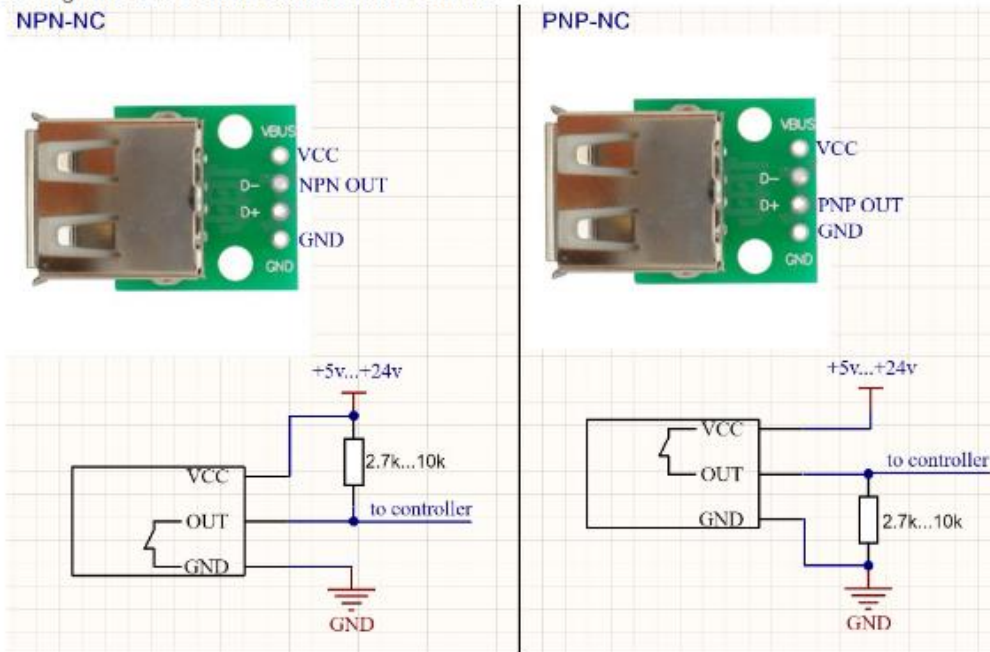 NPN-NC
VBUS
VCC
D-
NPN OUT
D+
GND
GND
+5v...+24v
2.7k...10k
VCC
to controller
OUT
GND
GND
PNP-NC
VBUS
VCC
D-
D+
PNP OUT
GND
GND
+5v...+24v
VCC
to controller
OUT
GND
2.7k...10k
GND